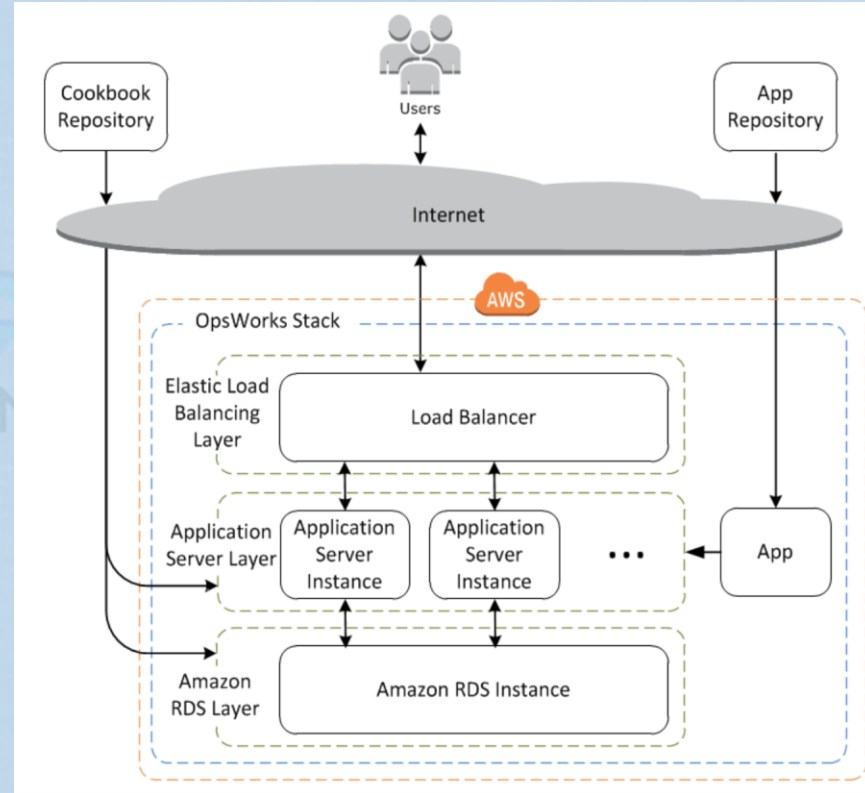 Users
Cookbook
Repository
App
Repository
Internet
AWS
OpsWorks Stack
Elastic Load
Balancing
Layer
Load Balancer
Application
Server Layer
Application
Server
Instance
Application
Server
Instance
...
App
Amazon
RDS Layer
Amazon RDS Instance